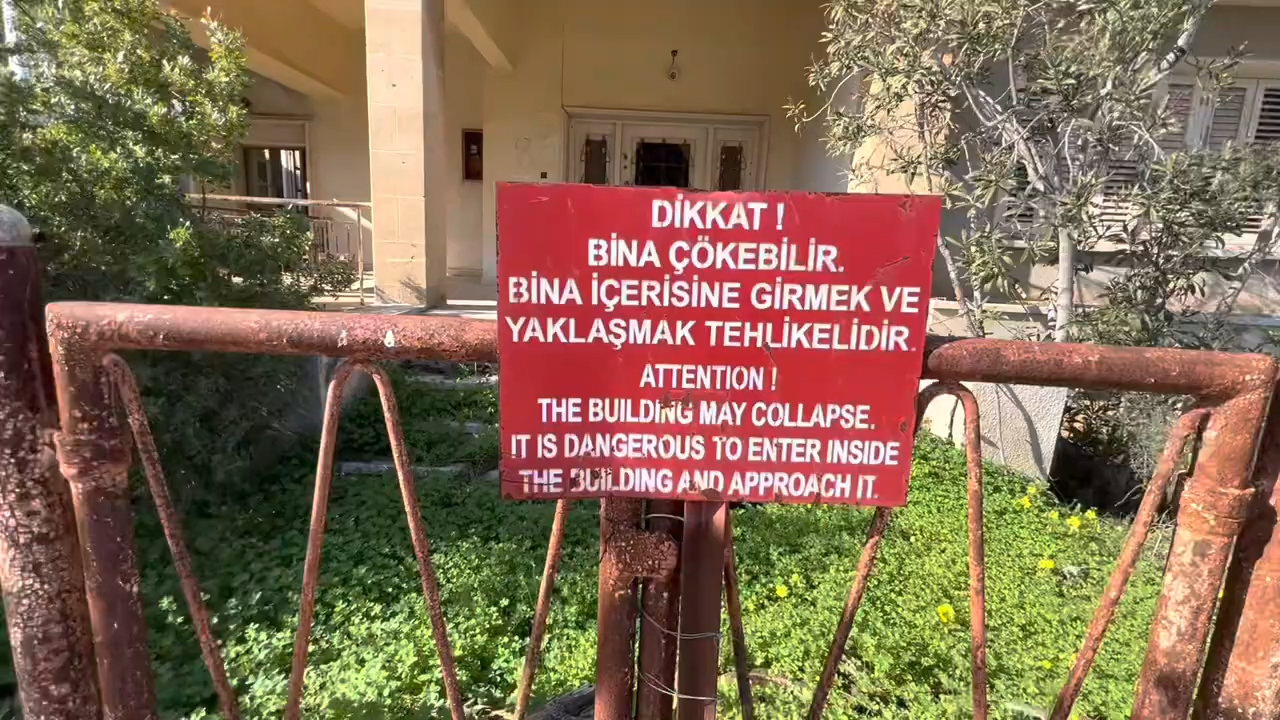 DİKKAT !
BİNA ÇÖKEBİLİR.
BİNA İÇERİSİNE GİRMEK VE
YAKLAŞMAK TEHLİKELİDİR.
ATTENTION !
THE BUILDING MAY COLLAPSE.
IT IS DANGEROUS TO ENTER INSIDE
THE BUILDING AND APPROACH IT.